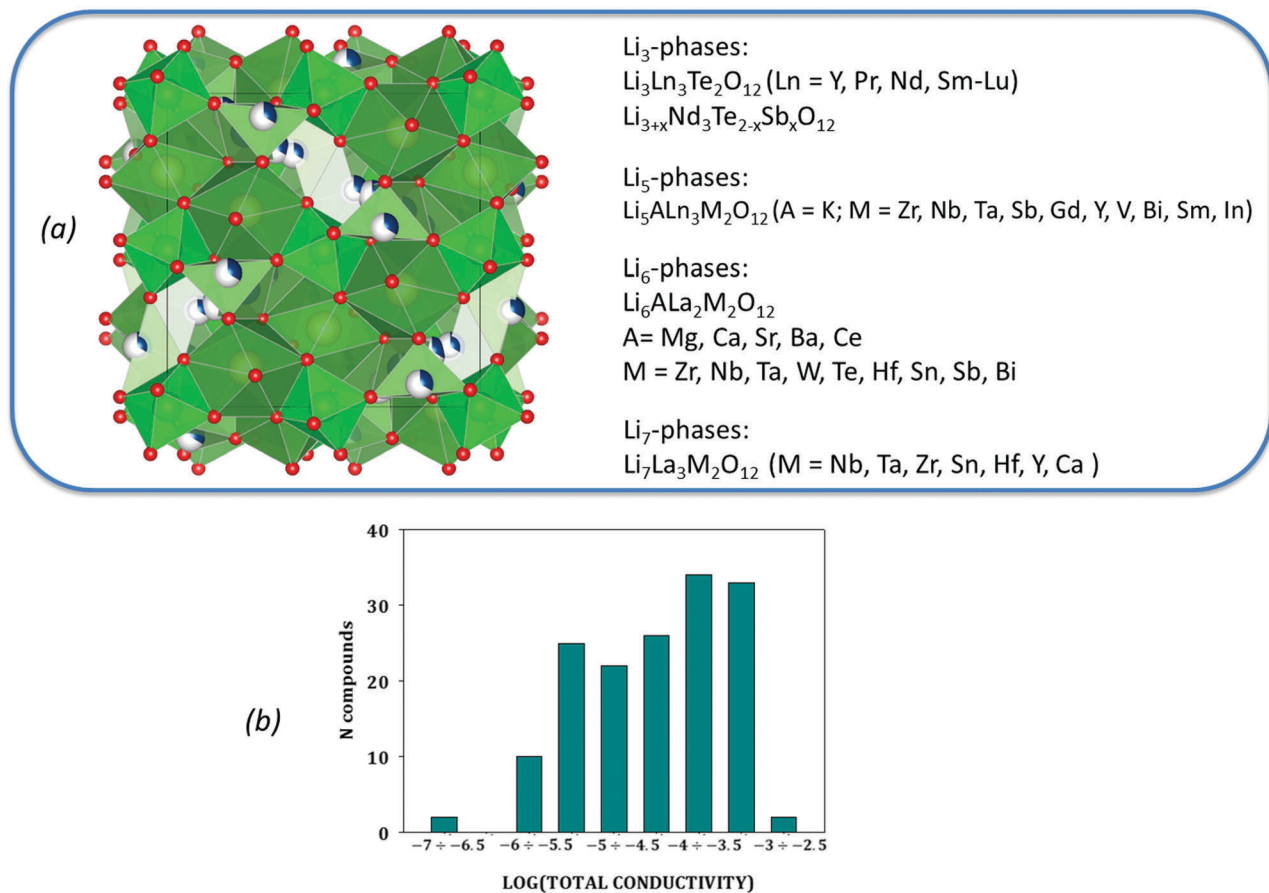 (a)
Li₃-phases:
Li₃Ln₃Te₂O₁₂ (Ln = Y, Pr, Nd, Sm-Lu)
Li₃₊ₓNd₃Te₂₋ₓSbₓO₁₂
Li₅-phases:
Li₅ALn₃M₂O₁₂ (A = K; M = Zr, Nb, Ta, Sb, Gd, Y, V, Bi, Sm, In)
Li₆-phases:
Li₆ALa₂M₂O₁₂
A= Mg, Ca, Sr, Ba, Ce
M = Zr, Nb, Ta, W, Te, Hf, Sn, Sb, Bi
Li₇-phases:
Li₇La₃M₂O₁₂ (M = Nb, Ta, Zr, Sn, Hf, Y, Ca )
(b)
N compounds
40
30
20
10
0
−7 ÷ −6.5 −6 ÷ −5.5 −5 ÷ −4.5 −4 ÷ −3.5 −3 ÷ −2.5
LOG(TOTAL CONDUCTIVITY)